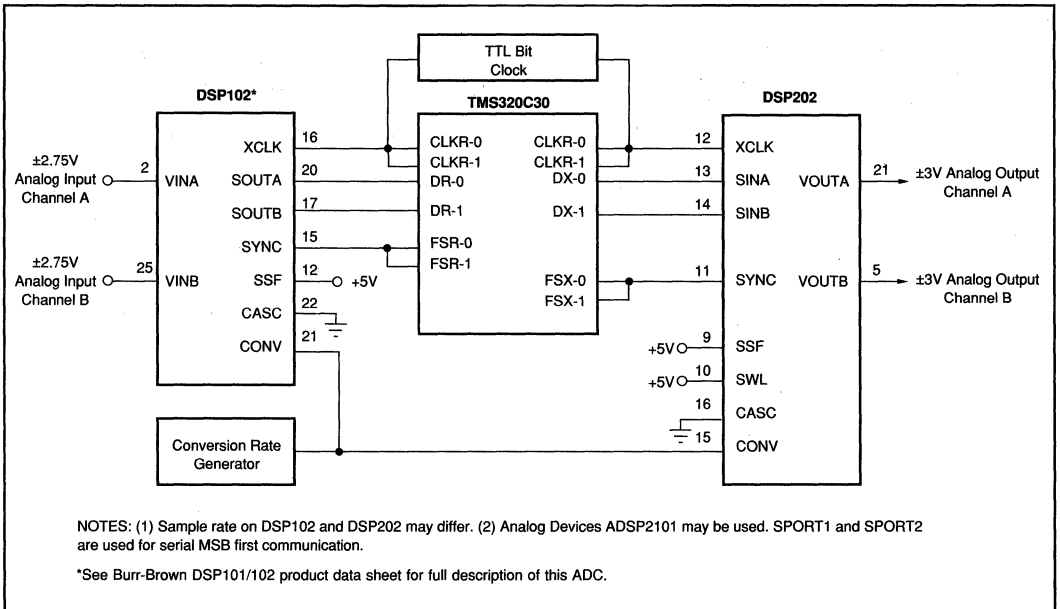 TTL Bit
Clock
DSP102*
TMS320C30
DSP202
±2.75V
Analog Input
Channel A
2
VINA
±2.75V
Analog Input
Channel B
25
VINB
XCLK
16
SOUTA
20
SOUTB
17
SYNC
15
SSF
12
+5V
CASC
22
CONV
21
CLKR-0
CLKR-1
DR-0
DR-1
FSR-0
FSR-1
CLKR-0
CLKR-1
DX-0
DX-1
FSX-0
FSX-1
12
XCLK
13
SINA
14
SINB
11
SYNC
+5V
9
SSF
+5V
10
SWL
16
CASC
15
CONV
VOUTA
21
±3V Analog Output
Channel A
VOUTB
5
±3V Analog Output
Channel B
Conversion Rate
Generator
NOTES: (1) Sample rate on DSP102 and DSP202 may differ. (2) Analog Devices ADSP2101 may be used. SPORT1 and SPORT2
are used for serial MSB first communication.
*See Burr-Brown DSP101/102 product data sheet for full description of this ADC.